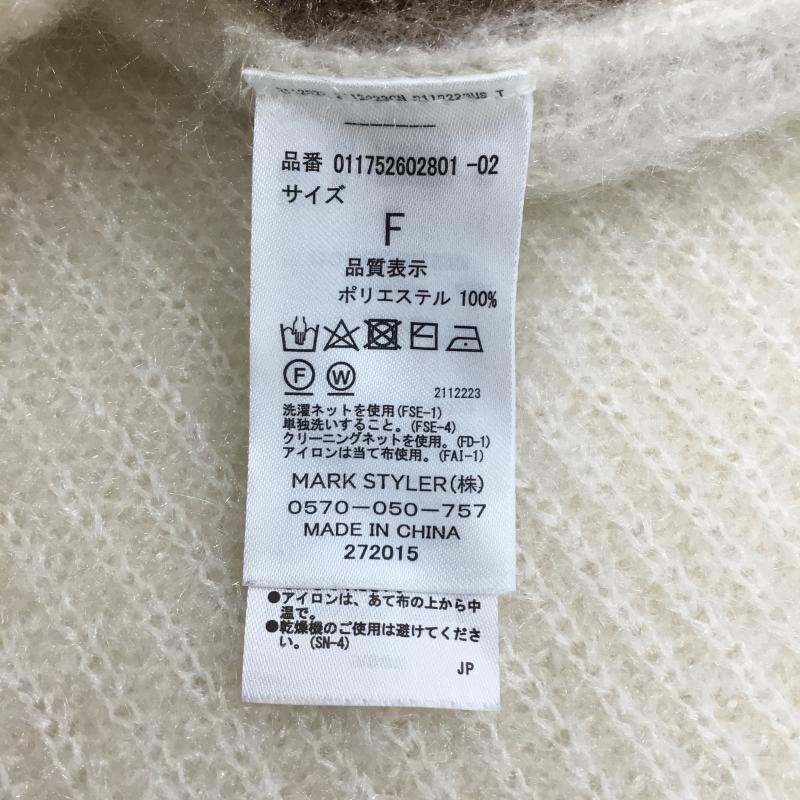 品番 011752602801 -02
サイズ
F
品質表示
ポリエステル 100%
F W
2112223
洗濯ネットを使用(FSE-1)
単独洗いすること。(FSE-4)
クリーニングネットを使用。(FD-1)
アイロンは当て布使用。(FAI-1)
MARK STYLER(株)
0570-050-757
MADE IN CHINA
272015
●アイロンは、あて布の上から中
温で。
●乾燥機のご使用は避けてくださ
い。(SN-4)
JP